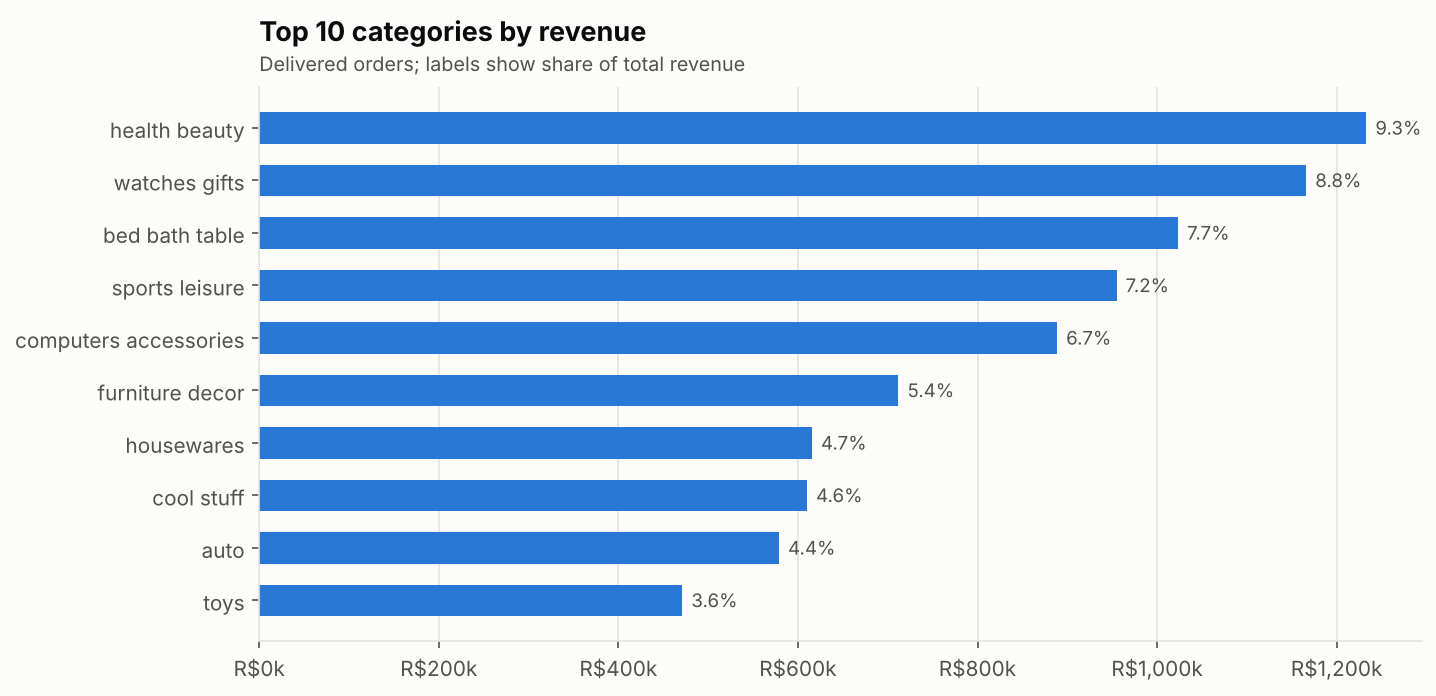 Top 10 categories by revenue
Delivered orders; labels show share of total revenue
health beauty 9.3%
watches gifts 8.8%
bed bath table 7.7%
sports leisure 7.2%
computers accessories 6.7%
furniture decor 5.4%
housewares 4.7%
cool stuff 4.6%
auto 4.4%
toys 3.6%
R$0k R$200k R$400k R$600k R$800k R$1,000k R$1,200k